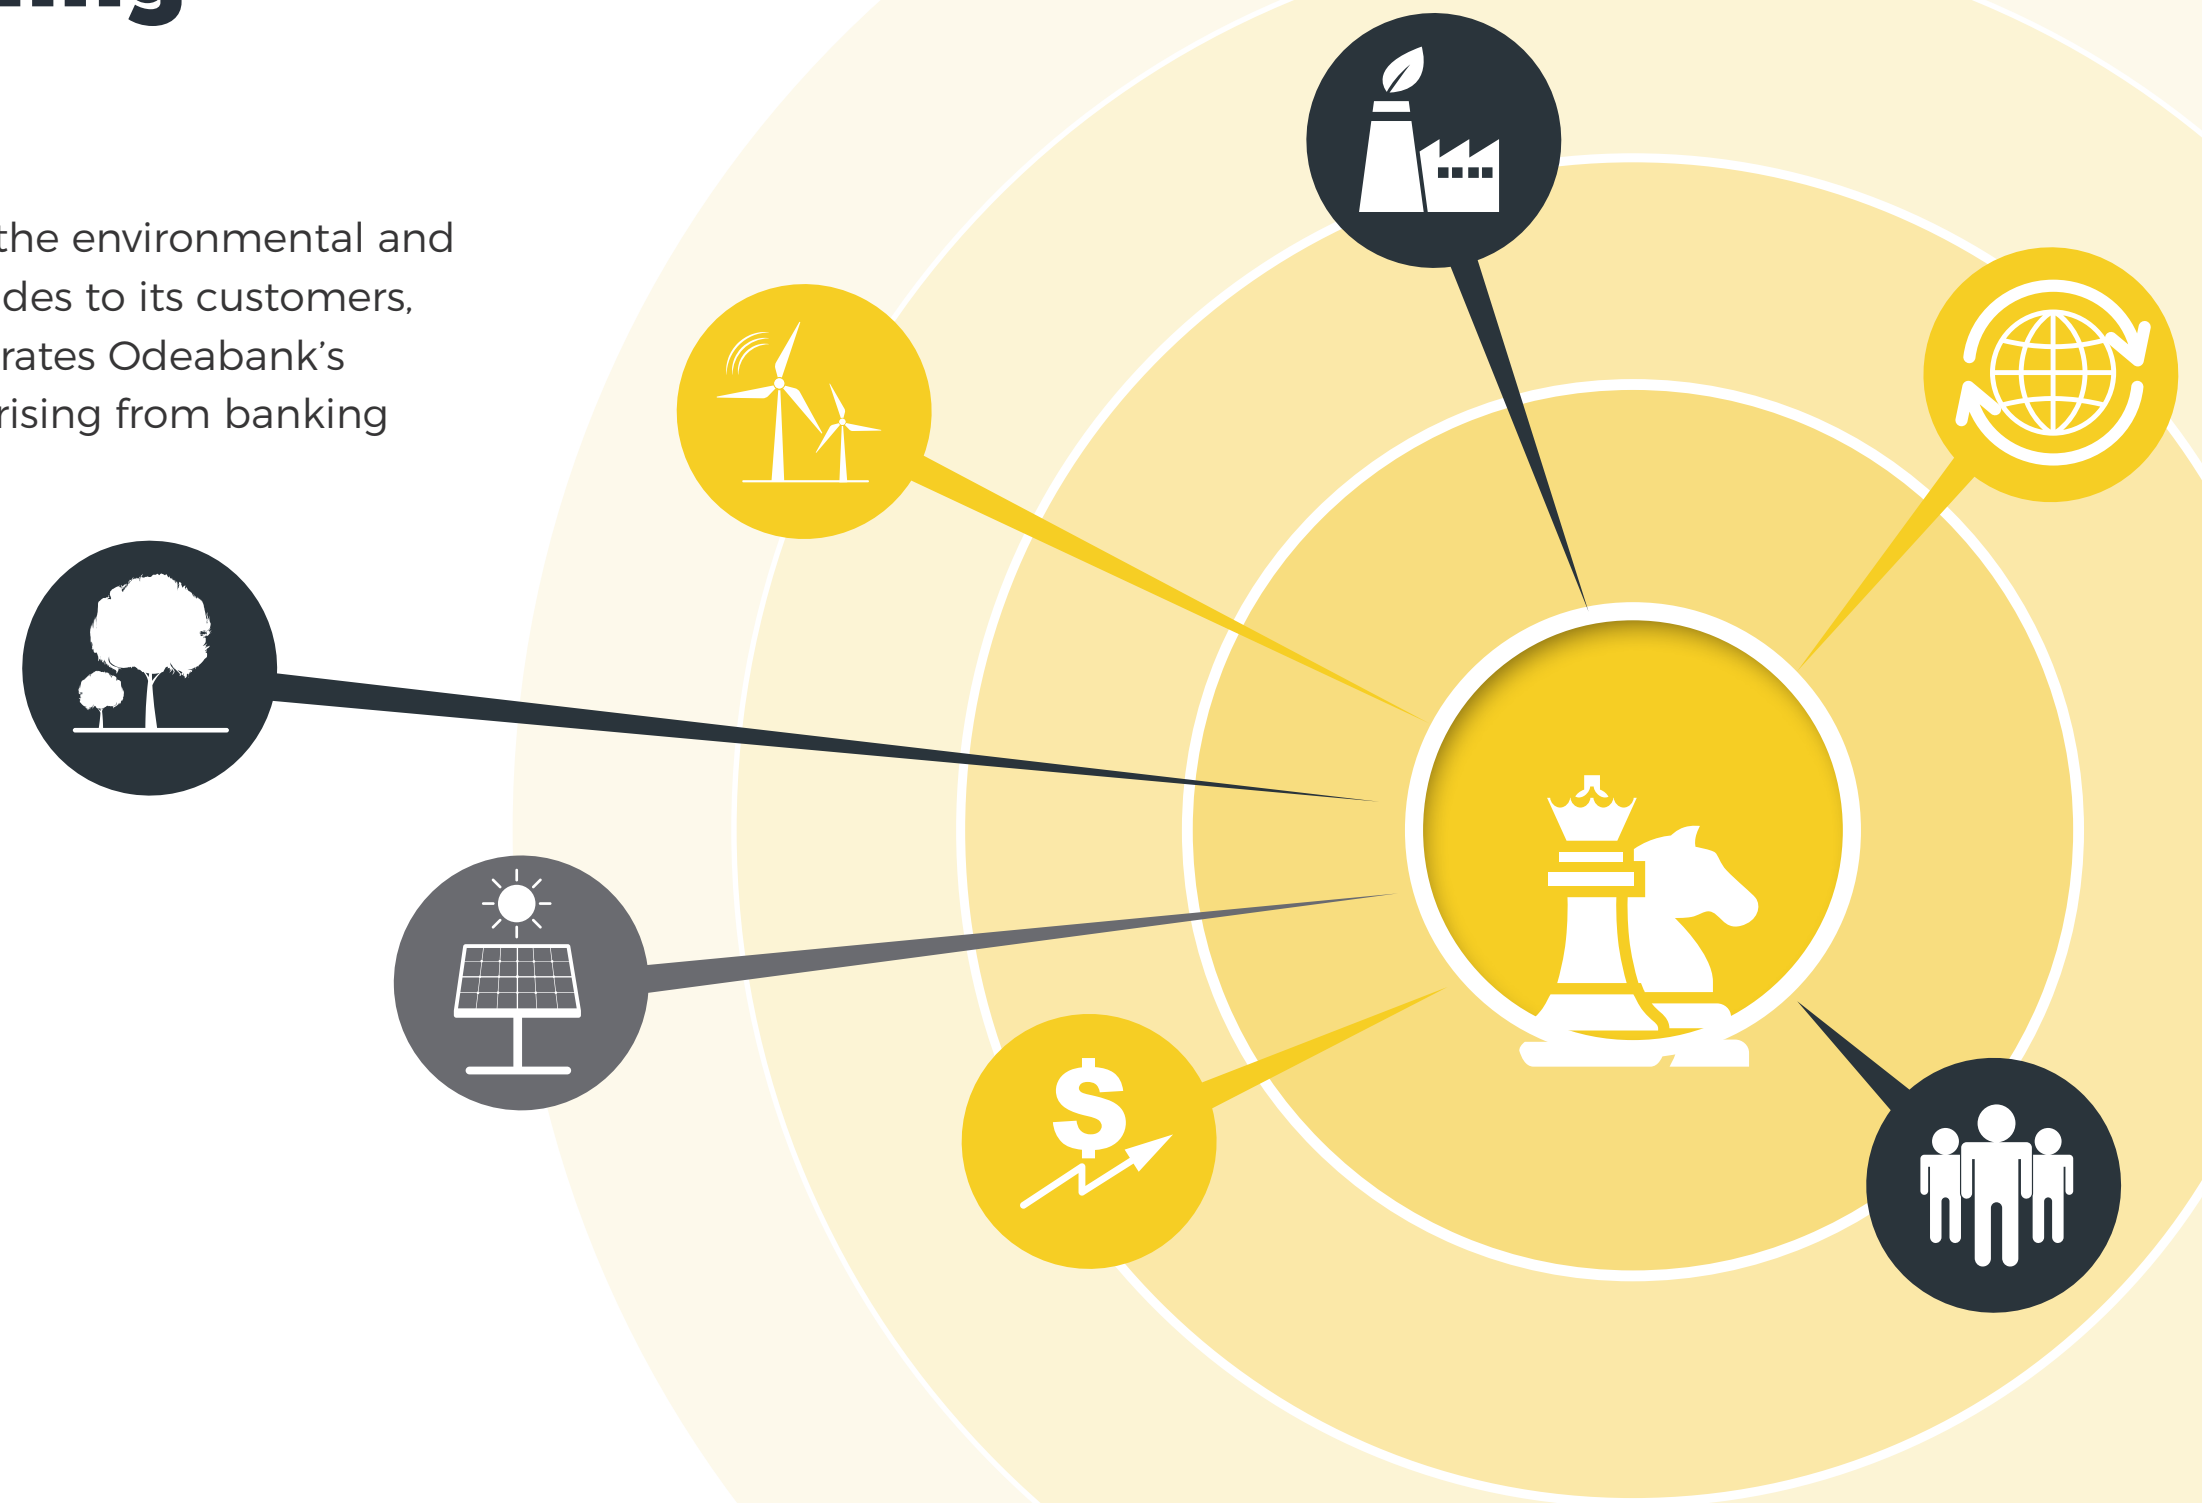 the environmental and
des to its customers,
rates Odeabank’s
rising from banking
$